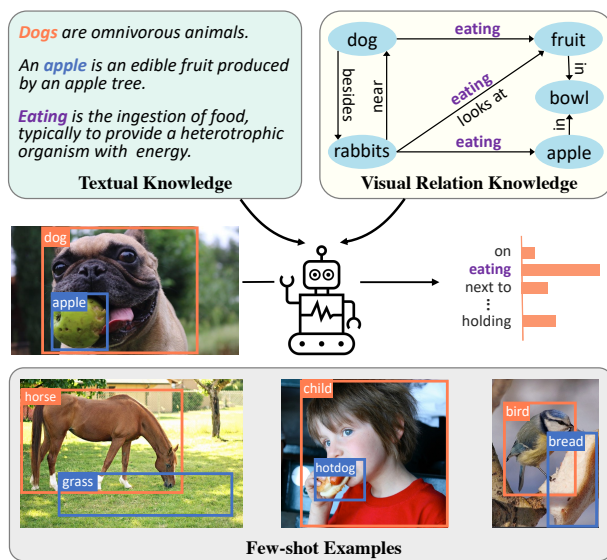 Dogs are omnivorous animals.
An apple is an edible fruit produced
by an apple tree.
Eating is the ingestion of food,
typically to provide a heterotrophic
organism with energy.
Textual Knowledge
dog
eating
fruit
besides
near
eating
looks at
in
bowl
in
rabbits
eating
apple
Visual Relation Knowledge
dog
apple
on
eating
next to
⋮
holding
horse
grass
child
hotdog
bird
bread
Few-shot Examples